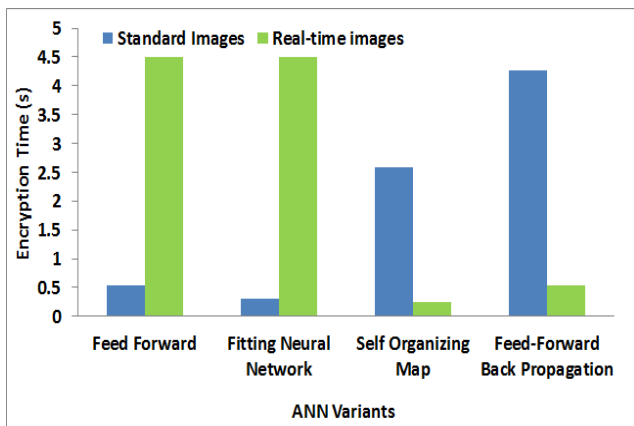 5
Standard Images Real-time images
4.5
4
3.5
3
2.5
2
1.5
1
0.5
0
Encryption Time (s)
Feed Forward
Fitting Neural
Network
Self Organizing
Map
Feed-Forward
Back Propagation
ANN Variants